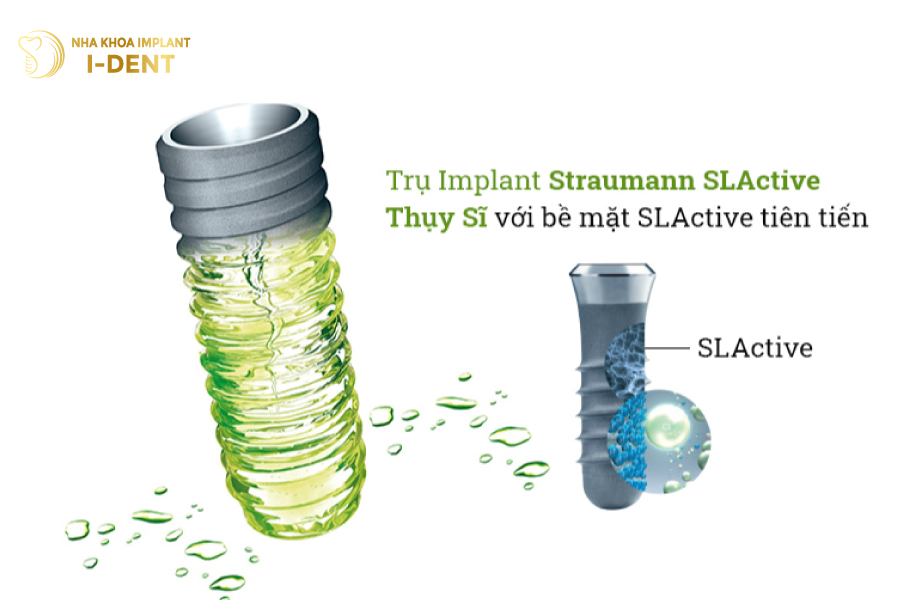 NHA KHOA IMPLANT
I-DENT
Trụ Implant Straumann SLActive
Thụy Sĩ với bề mặt SLActive tiên tiến
SLActive